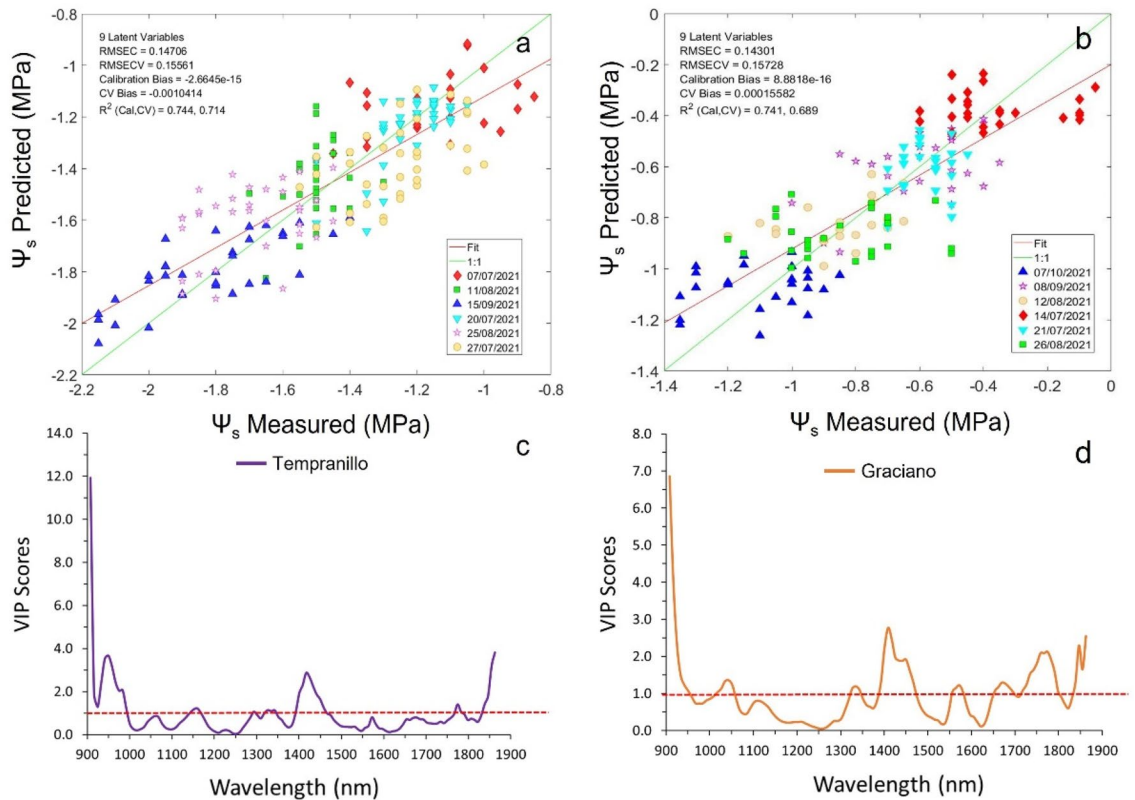 a
9 Latent Variables
RMSEC = 0.14706
RMSECV = 0.15561
Calibration Bias = -2.6645e-15
CV Bias = -0.0010414
R² (Cal,CV) = 0.744, 0.714
Ψs Predicted (MPa)
-0.8
-1
-1.2
-1.4
-1.6
-1.8
-2
-2.2
Fit
1:1
07/07/2021
11/08/2021
15/09/2021
20/07/2021
25/08/2021
27/07/2021
-2.2 -2 -1.8 -1.6 -1.4 -1.2 -1 -0.8
Ψs Measured (MPa)
b
9 Latent Variables
RMSEC = 0.14301
RMSECV = 0.15728
Calibration Bias = 8.8818e-16
CV Bias = 0.00015582
R² (Cal,CV) = 0.741, 0.689
Ψs Predicted (MPa)
0
-0.2
-0.4
-0.6
-0.8
-1
-1.2
-1.4
Fit
1:1
07/10/2021
08/09/2021
12/08/2021
14/07/2021
21/07/2021
26/08/2021
-1.4 -1.2 -1 -0.8 -0.6 -0.4 -0.2 0
Ψs Measured (MPa)
c
Tempranillo
VIP Scores
14.0
12.0
10.0
8.0
6.0
4.0
2.0
0.0
900 1000 1100 1200 1300 1400 1500 1600 1700 1800 1900
Wavelength (nm)
d
Graciano
VIP Scores
8.0
7.0
6.0
5.0
4.0
3.0
2.0
1.0
0.0
900 1000 1100 1200 1300 1400 1500 1600 1700 1800 1900
Wavelength (nm)